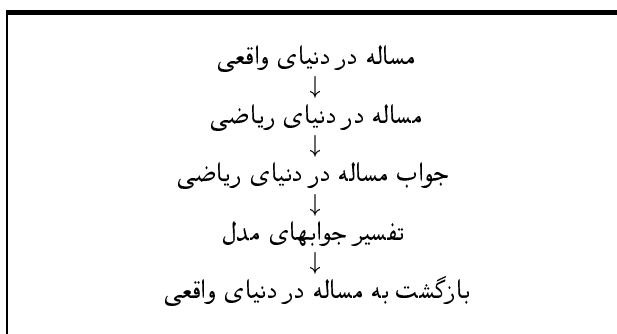 مساله در دنیای واقعی
↓
مساله در دنیای ریاضی
↓
جواب مساله در دنیای ریاضی
↓
تفسیر جوابهای مدل
↓
بازگشت به مساله در دنیای واقعی